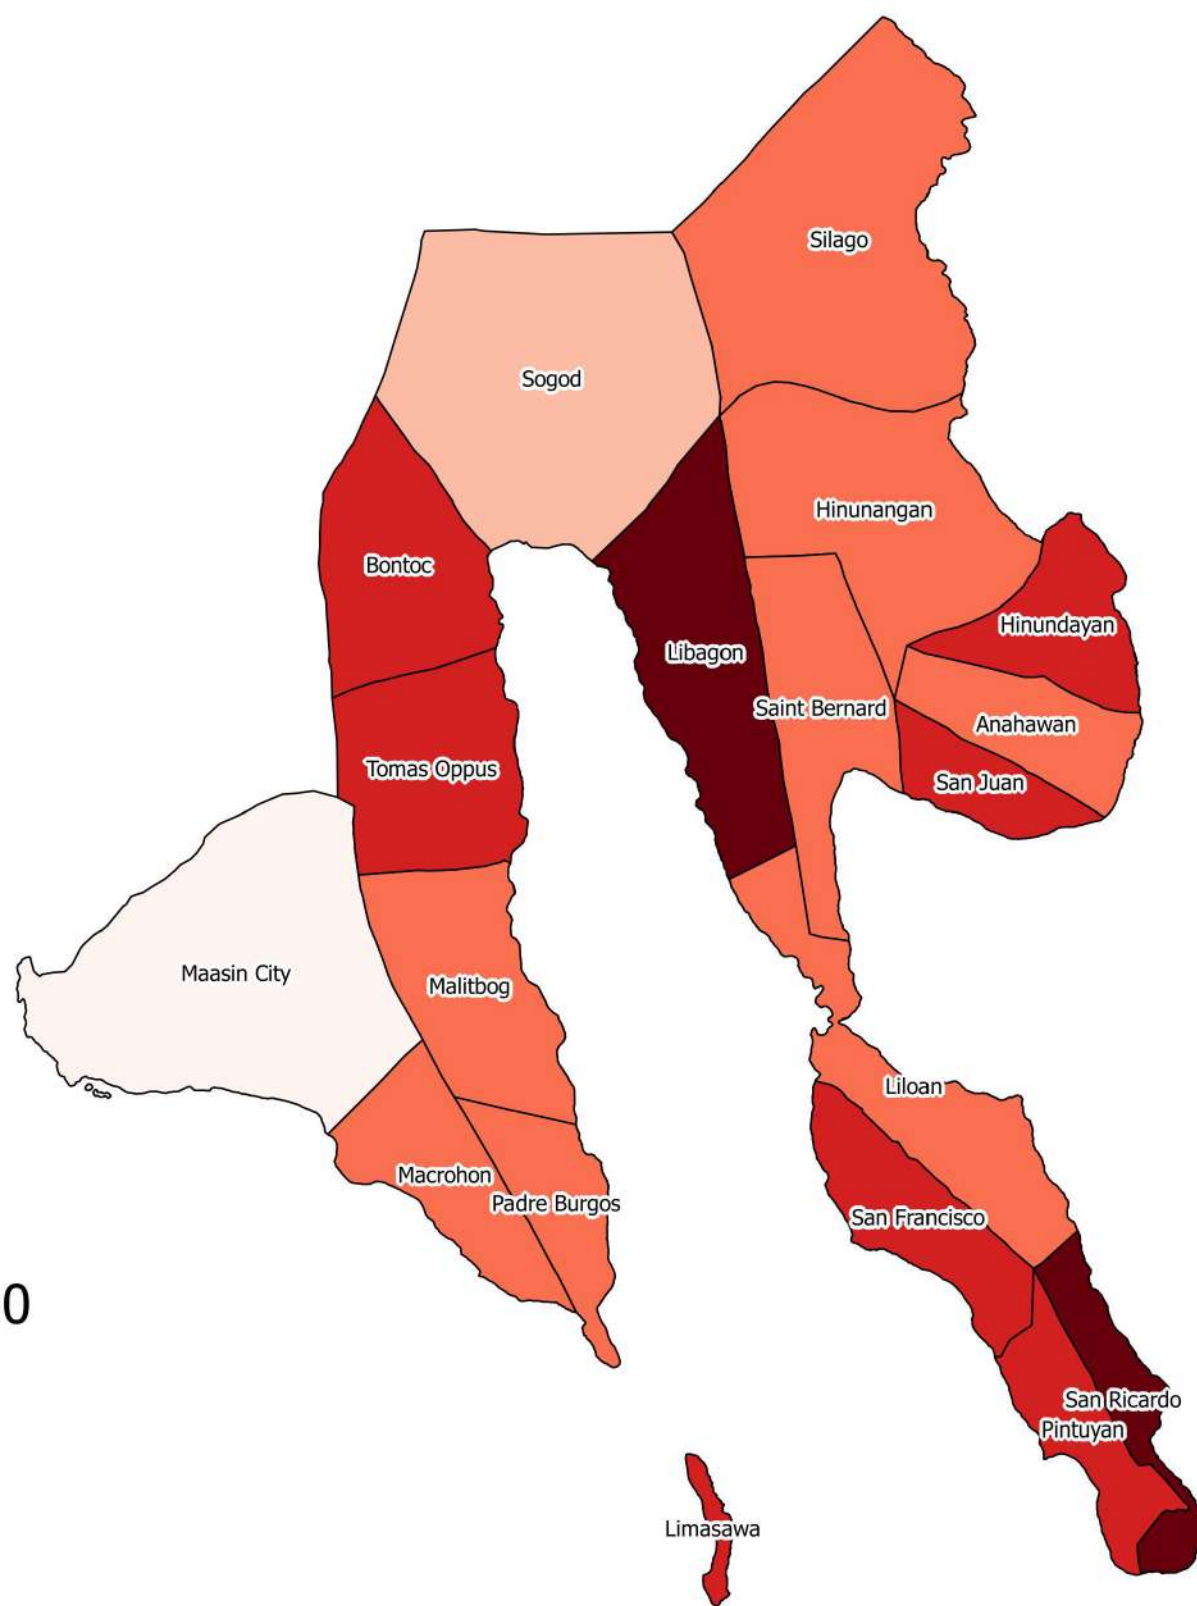 Silago
Sogod
Hinunangan
Bontoc
Hinundayan
Libagon
Saint Bernard
Anahawan
Tomas Oppus
San Juan
Maasin City
Malitbog
Liloan
Macrohon
Padre Burgos
San Francisco
0
San Ricardo
Pintuyan
Limasawa